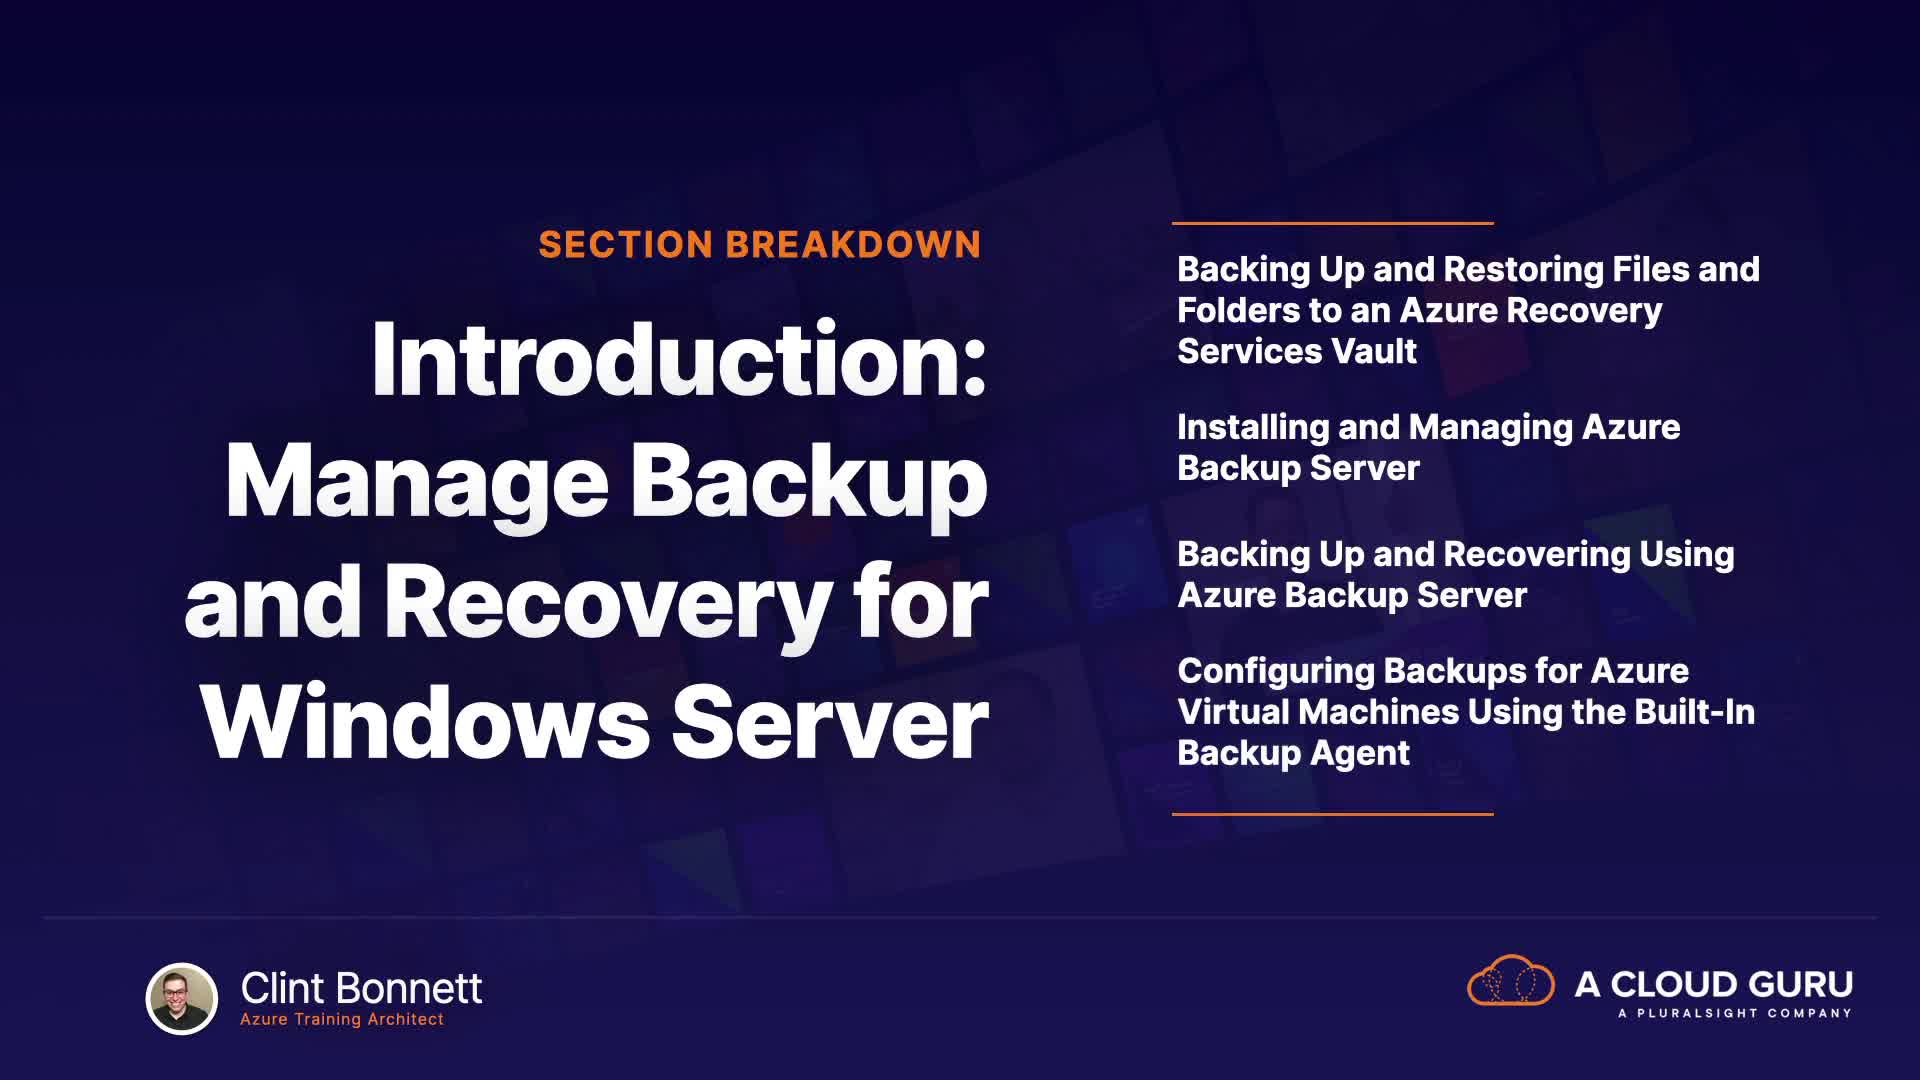 SECTION BREAKDOWN
Introduction:
Manage Backup
and Recovery for
Windows Server
Backing Up and Restoring Files and
Folders to an Azure Recovery
Services Vault
Installing and Managing Azure
Backup Server
Backing Up and Recovering Using
Azure Backup Server
Configuring Backups for Azure
Virtual Machines Using the Built-In
Backup Agent
Clint Bonnett
Azure Training Architect
A CLOUD GURU
A PLURALSIGHT COMPANY